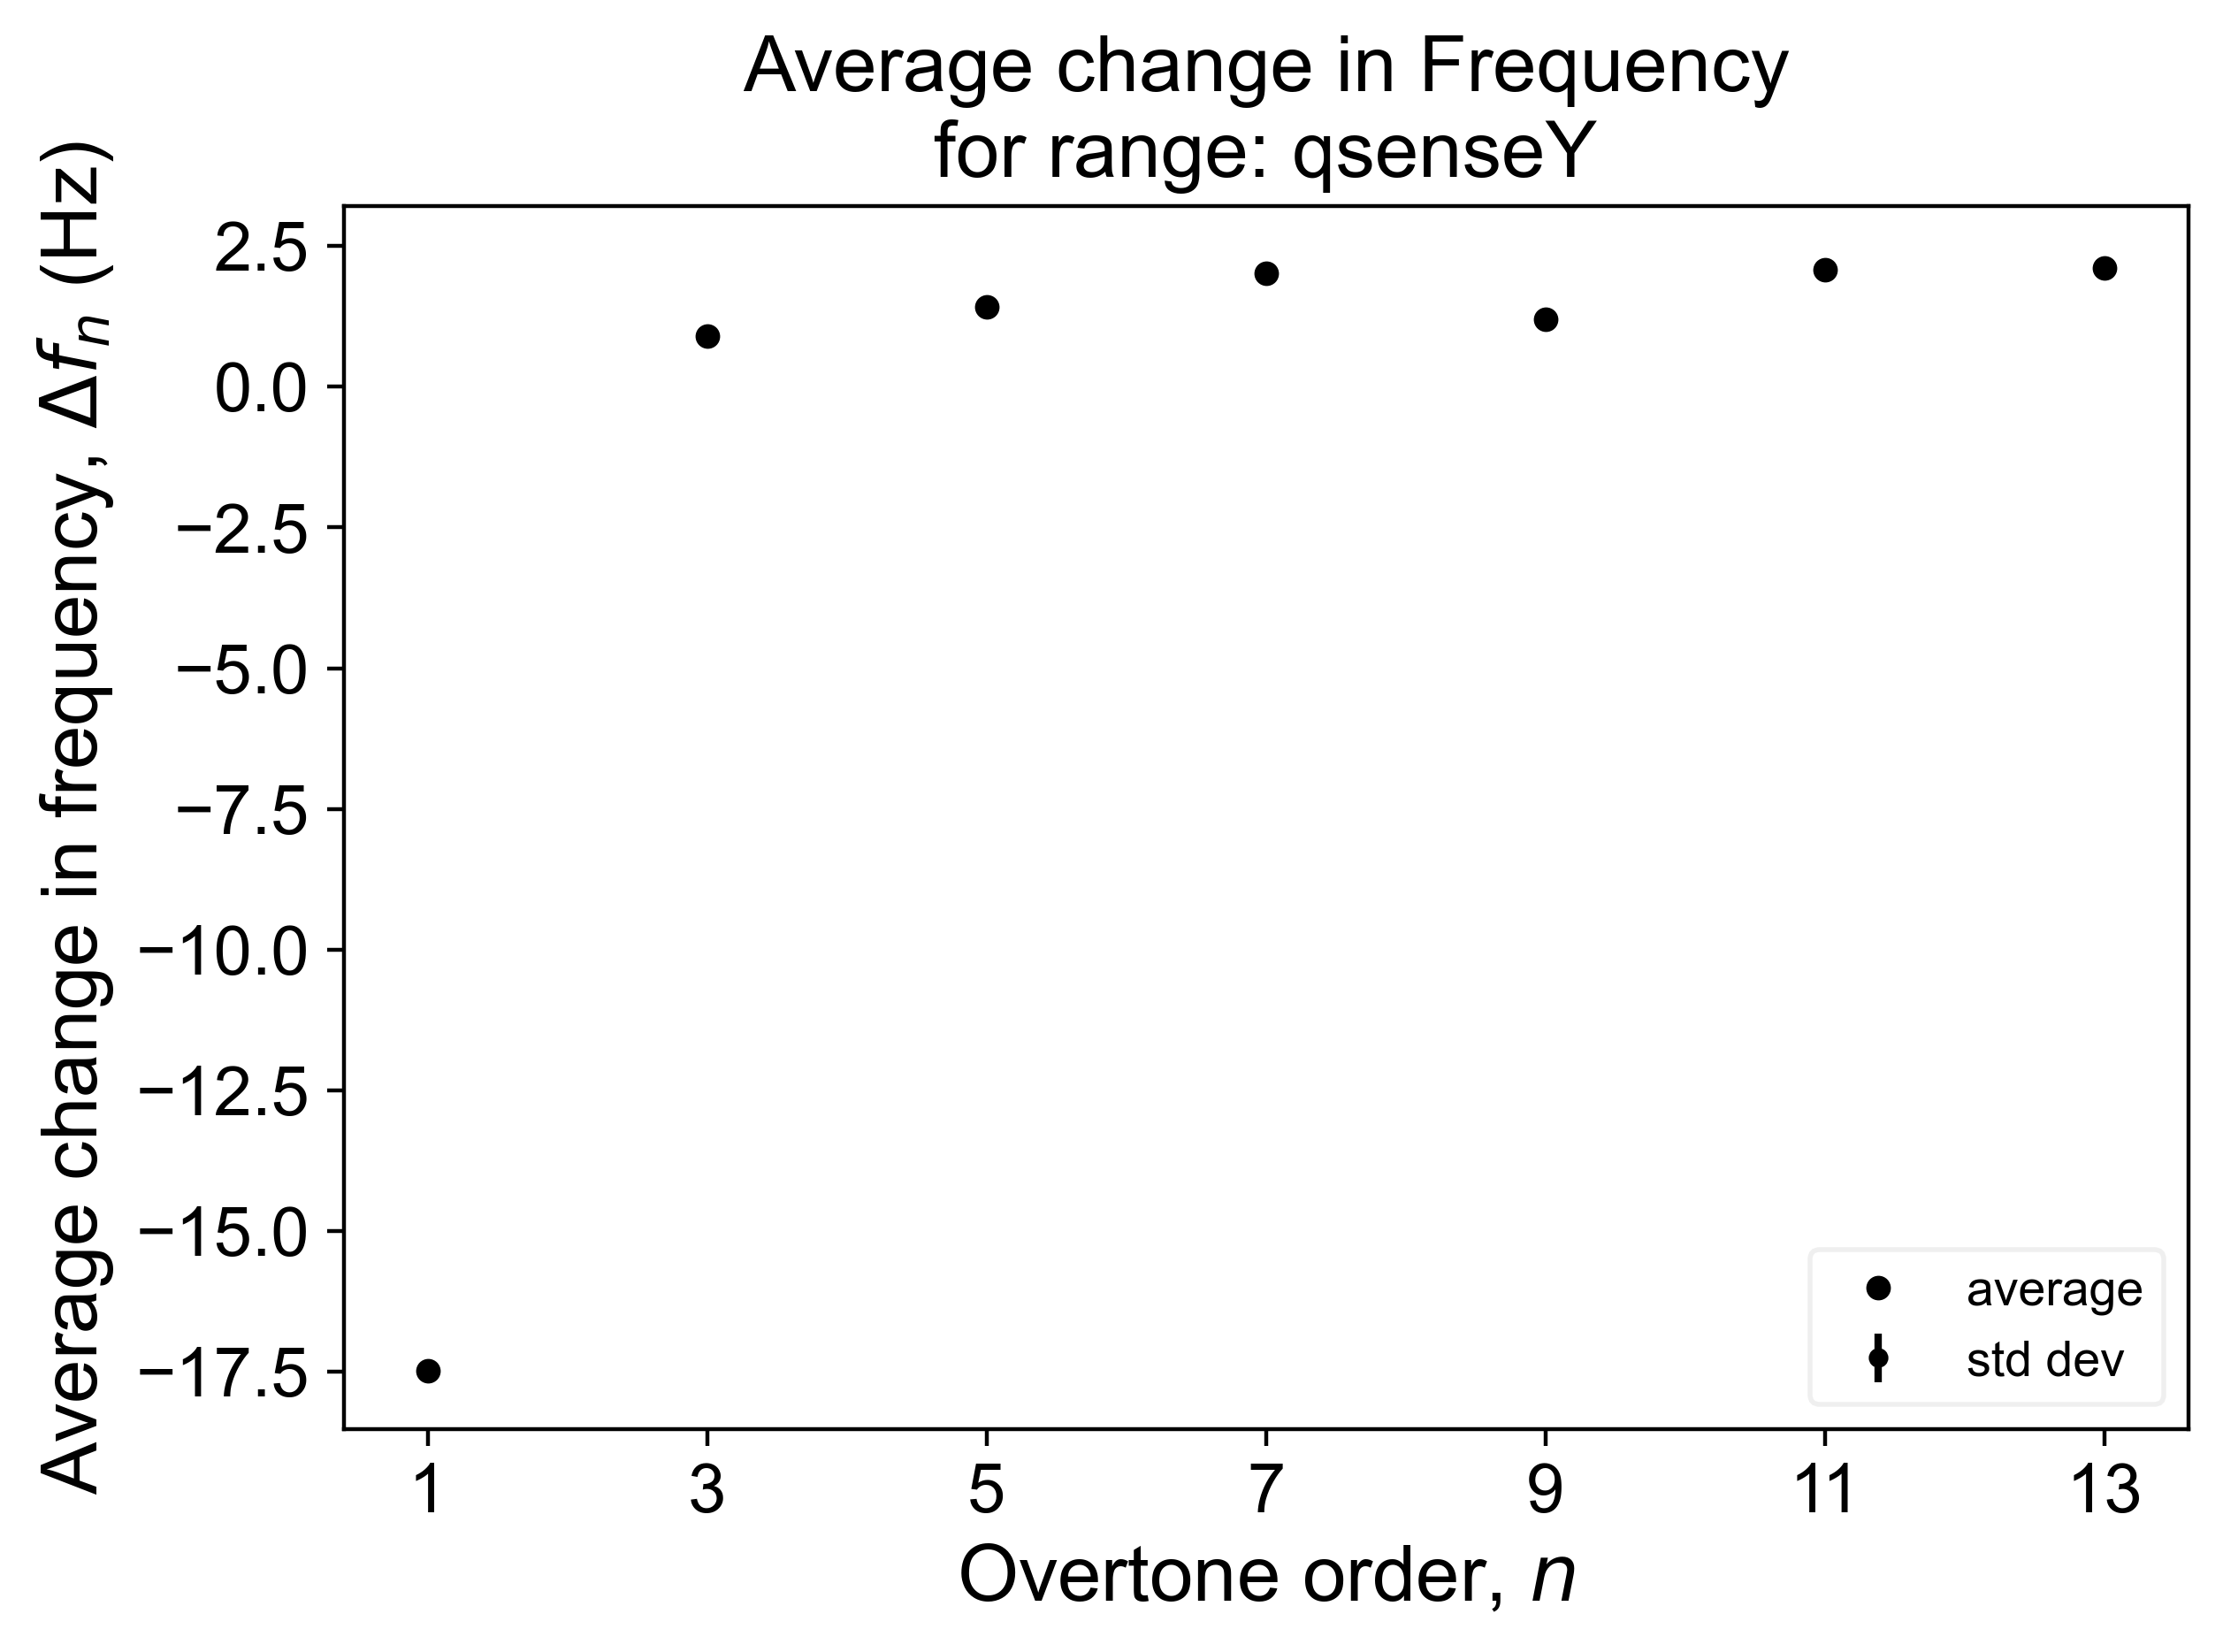 Average change in Frequency
for range: qsenseY
Average change in frequency, Δfn (Hz)
2.5
0.0
−2.5
−5.0
−7.5
−10.0
−12.5
−15.0
−17.5
average
std dev
1 3 5 7 9 11 13
Overtone order, n